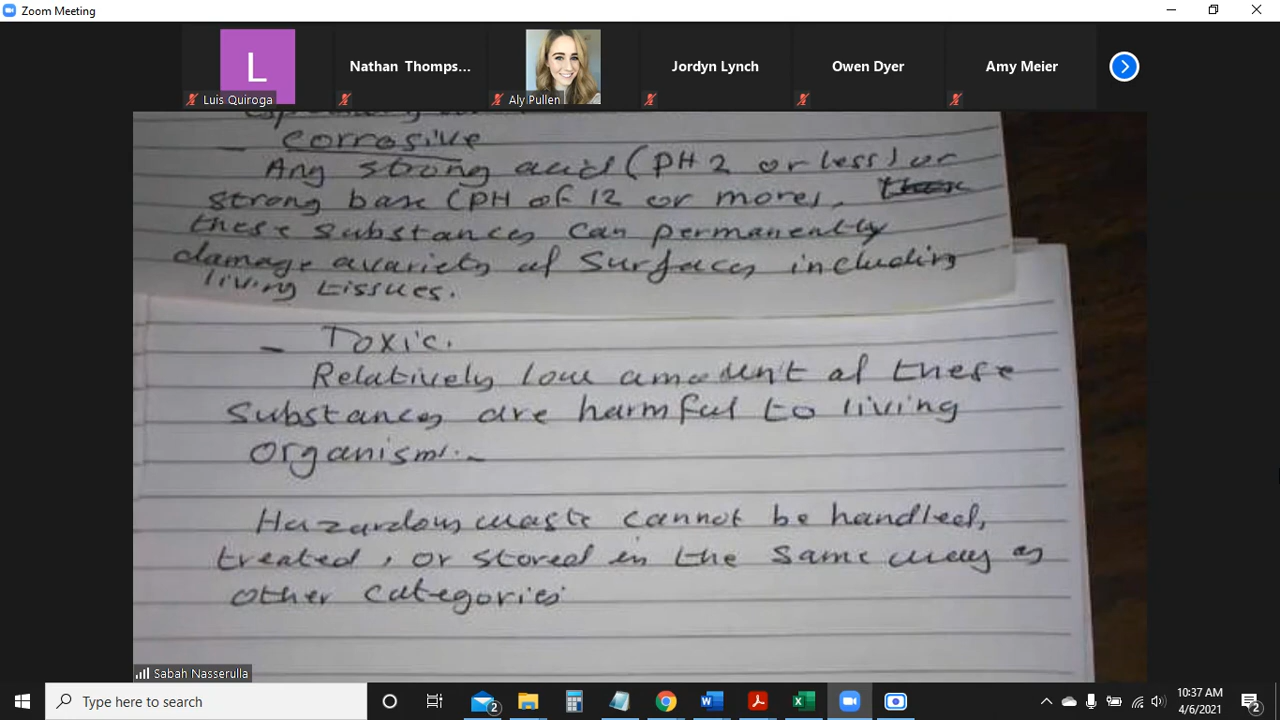 Zoom Meeting
L
Luis Quiroga
Nathan Thomps...
Aly Pullen
Jordyn Lynch
Owen Dyer
Amy Meier
- Corrosive
Any strong acid (PH 2 or less) or
strong base (PH of 12 or more).
these substances can permanently
damage a variety of surfaces including
living tissues.
- Toxic.
Relatively low amount of these
substances are harmful to living
organism. -
Hazardous waste cannot be handled,
treated, or stored in the same way as
other categories
Sabah Nasserulla
Type here to search
2
10:37 AM
4/6/2021
2